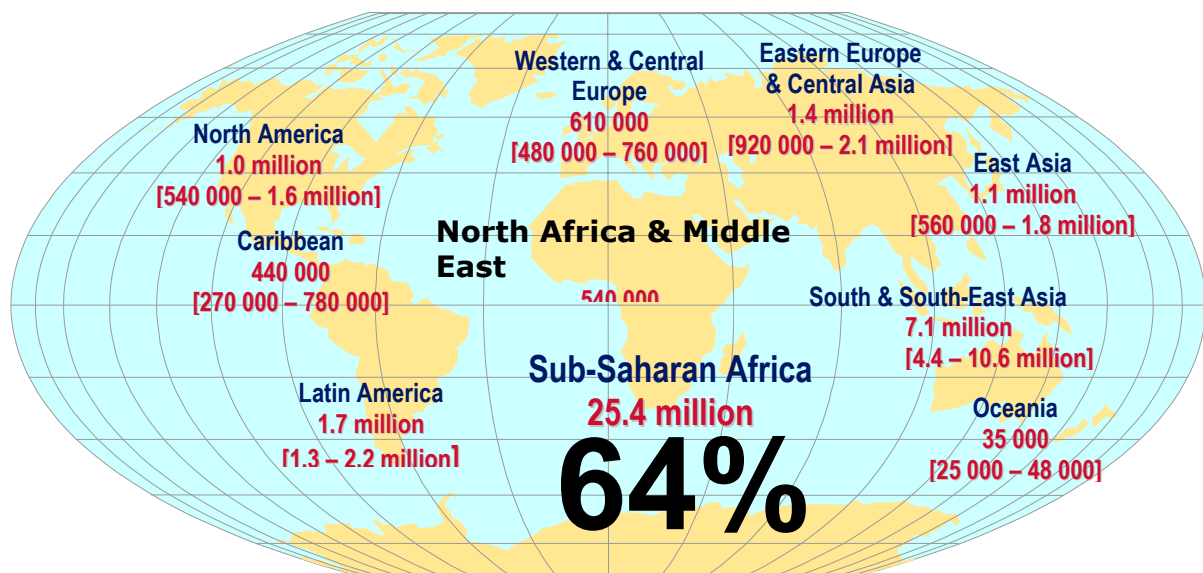 Western & Central
Europe
610 000
[480 000 – 760 000]
Eastern Europe
& Central Asia
1.4 million
[920 000 – 2.1 million]
North America
1.0 million
[540 000 – 1.6 million]
East Asia
1.1 million
[560 000 – 1.8 million]
Caribbean
440 000
[270 000 – 780 000]
North Africa & Middle
East
540 000
South & South-East Asia
7.1 million
[4.4 – 10.6 million]
Sub-Saharan Africa
25.4 million
64%
Latin America
1.7 million
[1.3 – 2.2 million]
Oceania
35 000
[25 000 – 48 000]